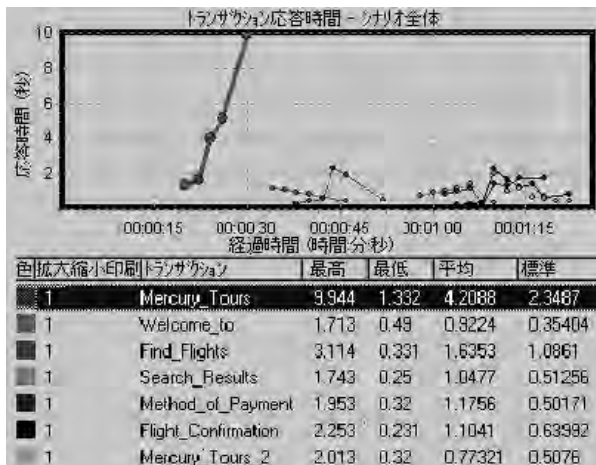 トランザクション応答時間 - シナリオ全体
10
8
6
4
2
応答時間 (秒)
00:00:15 00:00:30 00:00:45 00:01:00 00:01:15
経過時間 (時間:分:秒)
色 拡大縮小印刷 トランザクション 最高 最低 平均 標準
1 Mercury_Tours 9.944 1.332 4.2088 2.3487
1 Welcome_to 1.713 0.49 0.9224 0.35404
1 Find_Flights 3.114 0.331 1.6353 1.0861
1 Search_Results 1.743 0.25 1.0477 0.51256
1 Method_of_Payment 1.953 0.32 1.1756 0.50171
1 Flight_Confirmation 2.253 0.231 1.1041 0.63992
1 Mercury_Tours_2 2.013 0.32 0.77321 0.5076